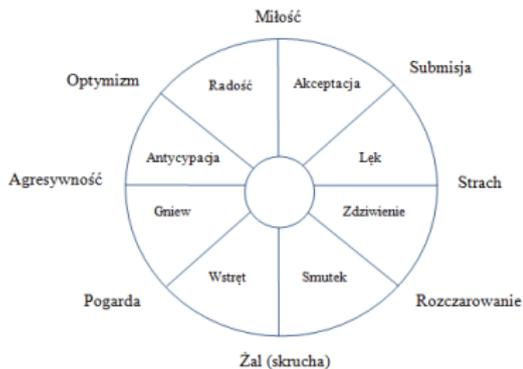 Miłość
Optymizm
Submisja
Radość
Akceptacja
Antycypacja
Lęk
Agresywność
Strach
Gniew
Zdziwienie
Wstręt
Smutek
Pogarda
Rozczarowanie
Żal (skrucha)